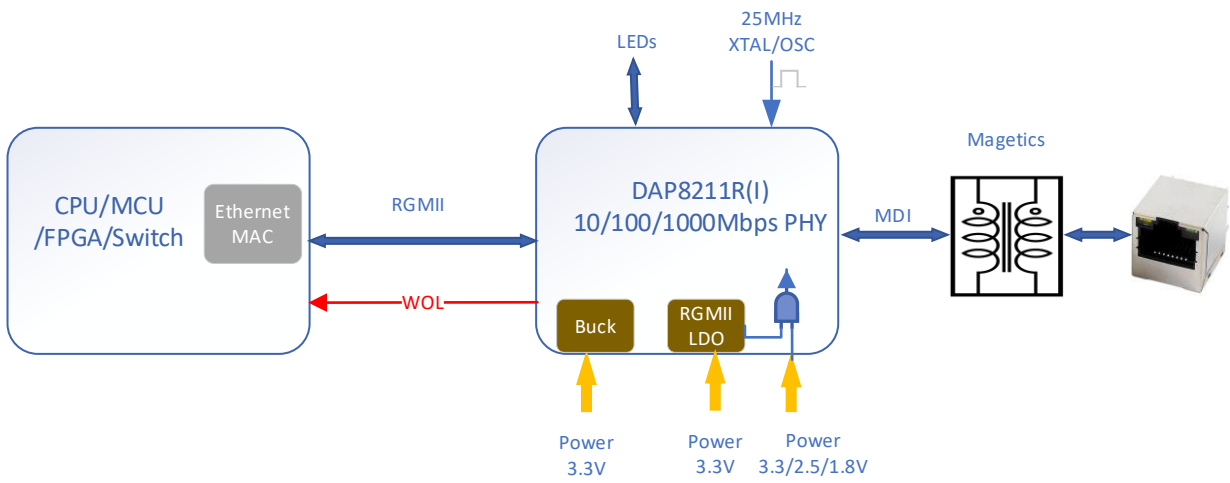 LEDs
25MHz
XTAL/OSC
CPU/MCU
/FPGA/Switch
Ethernet
MAC
RGMII
WOL
DAP8211R(I)
10/100/1000Mbps PHY
Buck
RGMII
LDO
MDI
Magetics
Power
3.3V
Power
3.3V
Power
3.3/2.5/1.8V